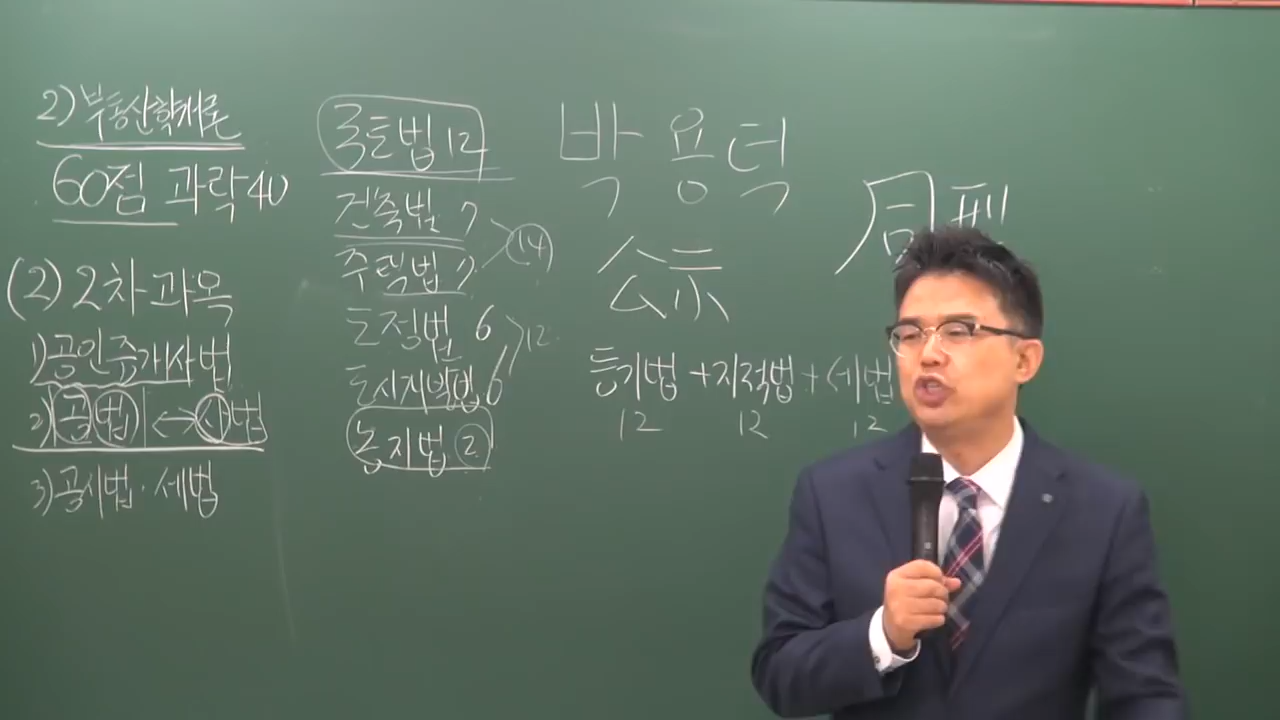 2) 부동산학개론
60점 과락40
(2) 2차과목
1) 공인중개사법
2) 공법 ↔ 사법
3) 공시법·세법
국토법 12
건축법 7
주택법 7
14
도정법 6
12
도시개발법 6
농지법 2
박용덕
ㄱ ㅇ ㄱ
公示
등기법 + 지적법 + 세법
12 12 12